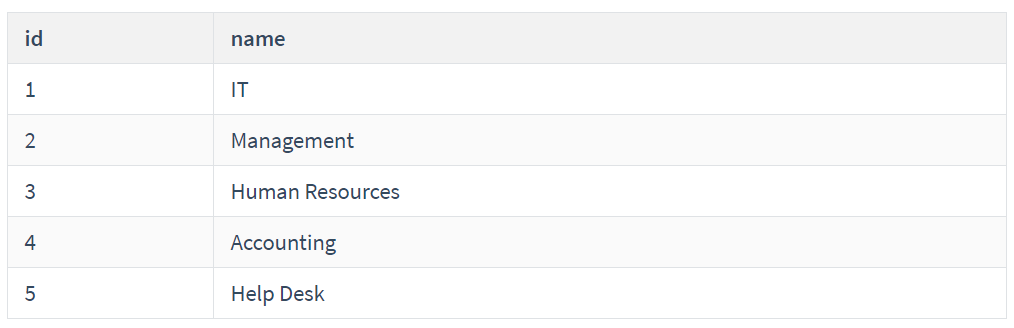 id name
1 IT
2 Management
3 Human Resources
4 Accounting
5 Help Desk